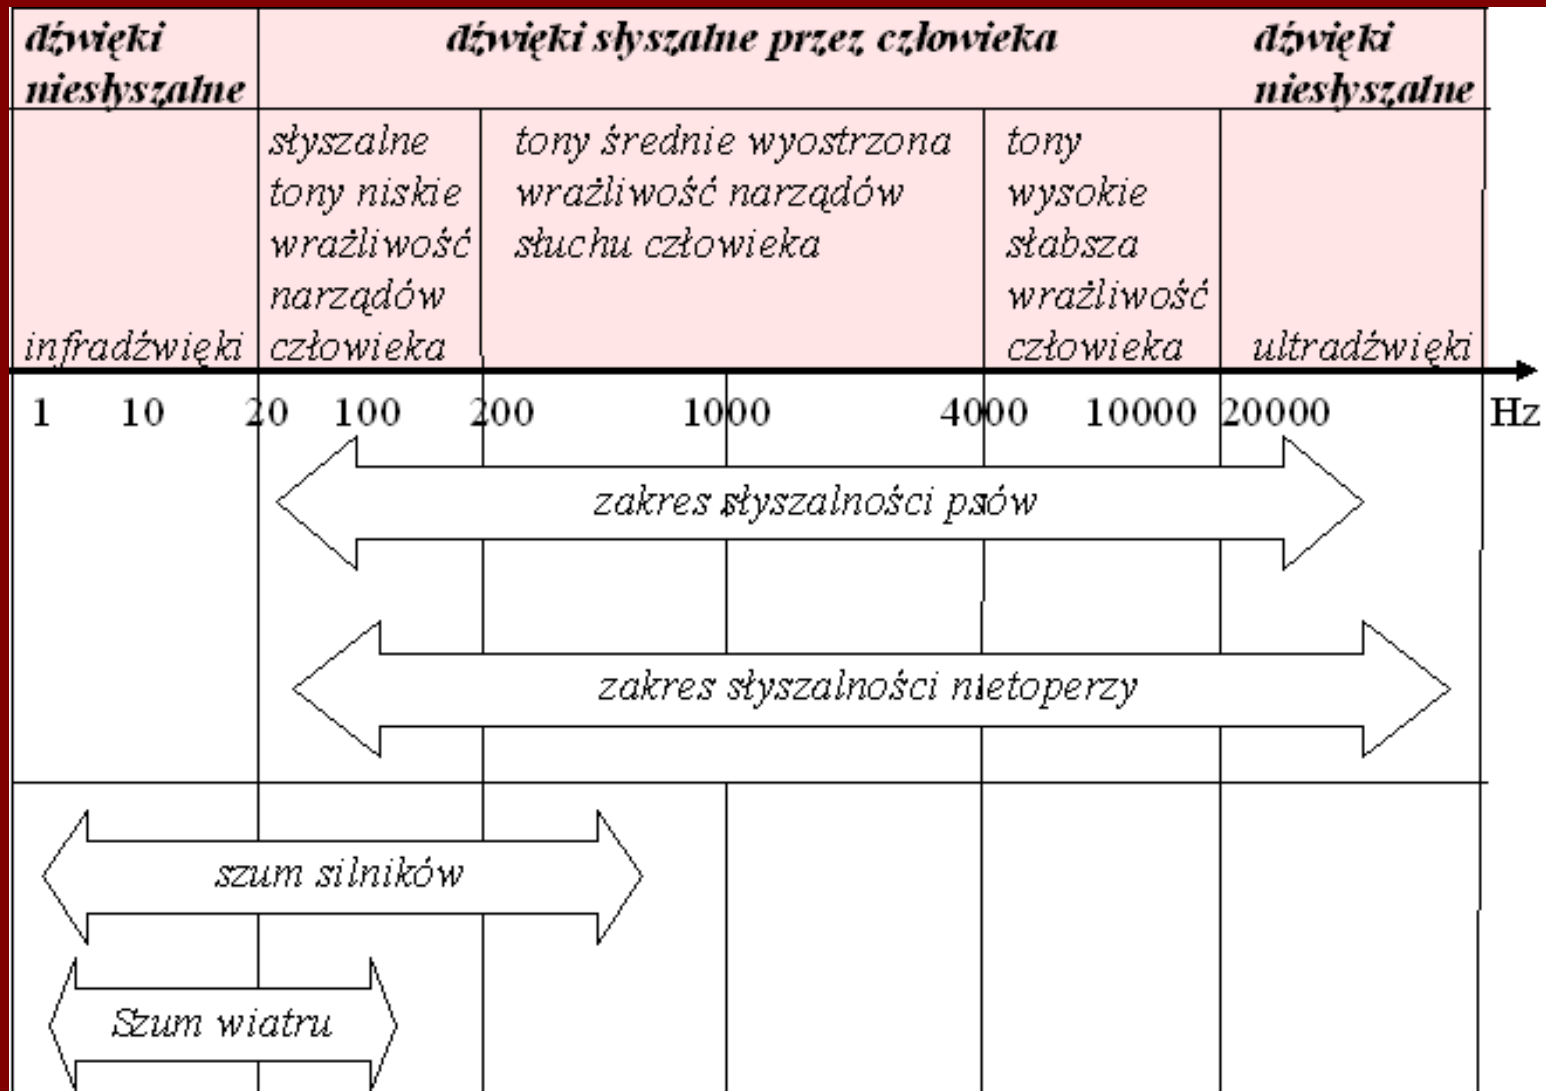 dźwięki
niesłyszalne
dźwięki słyszalne przez człowieka
dźwięki
niesłyszalne
infradźwięki
słyszalne
tony niskie
wrażliwość
narządów
człowieka
tony średnie wyostrzona
wrażliwość narządów
słuchu człowieka
tony
wysokie
słabsza
wrażliwość
człowieka
ultradźwięki
1 10 20 100 200 1000 4000 10000 20000 Hz
zakres słyszalności psów
zakres słyszalności nietoperzy
szum silników
Szum wiatru